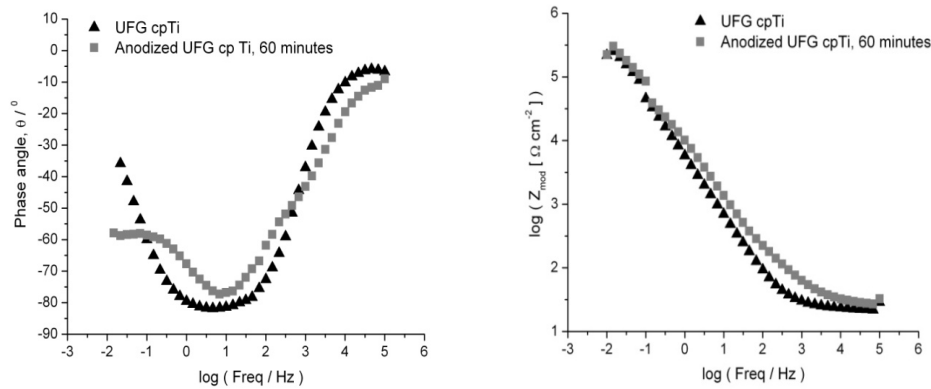 UFG cpTi
Anodized UFG cp Ti, 60 minutes
10
0
-10
-20
-30
-40
-50
-60
-70
-80
-90
Phase angle, θ / ⁰
-3 -2 -1 0 1 2 3 4 5 6
log ( Freq / Hz )
UFG cpTi
Anodized UFG cpTi, 60 minutes
6
5
4
3
2
1
log ( Z mod [ Ω cm⁻² ] )
-3 -2 -1 0 1 2 3 4 5 6
log ( Freq / Hz )